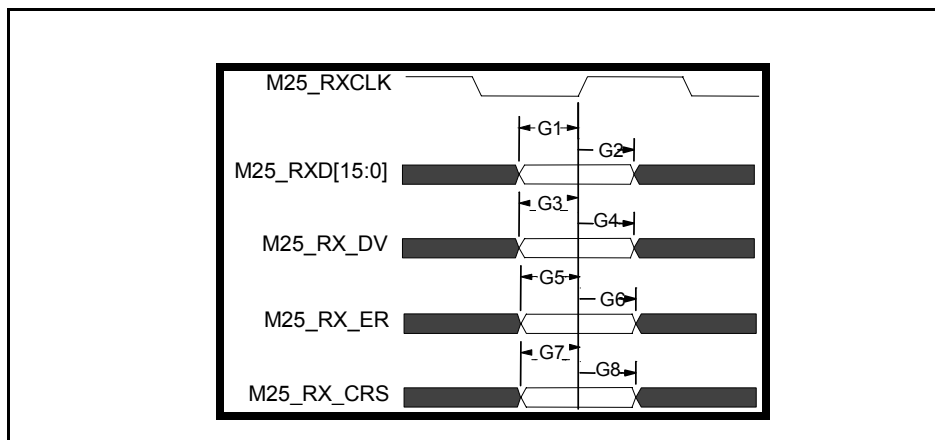 M25_RXCLK
G1
G2
M25_RXD[15:0]
G3
G4
M25_RX_DV
G5
G6
M25_RX_ER
G7
G8
M25_RX_CRS